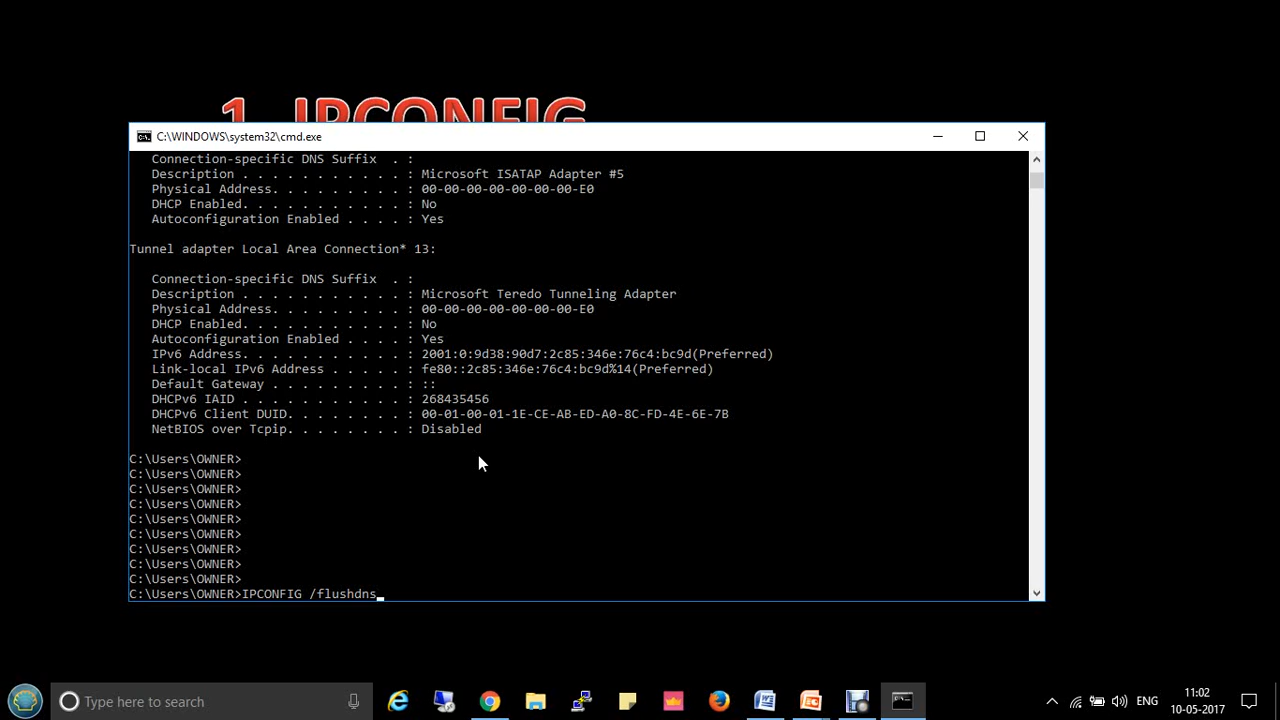 1. IPCONFIG
C:\WINDOWS\system32\cmd.exe
Connection-specific DNS Suffix . :
Description . . . . . . . . . . . : Microsoft ISATAP Adapter #5
Physical Address. . . . . . . . . : 00-00-00-00-00-00-00-E0
DHCP Enabled. . . . . . . . . . . : No
Autoconfiguration Enabled . . . . : Yes
Tunnel adapter Local Area Connection* 13:
Connection-specific DNS Suffix . :
Description . . . . . . . . . . . : Microsoft Teredo Tunneling Adapter
Physical Address. . . . . . . . . : 00-00-00-00-00-00-00-E0
DHCP Enabled. . . . . . . . . . . : No
Autoconfiguration Enabled . . . . : Yes
IPv6 Address. . . . . . . . . . . : 2001:0:9d38:90d7:2c85:346e:76c4:bc9d(Preferred)
Link-local IPv6 Address . . . . . : fe80::2c85:346e:76c4:bc9d%14(Preferred)
Default Gateway . . . . . . . . . : ::
DHCPv6 IAID . . . . . . . . . . . : 268435456
DHCPv6 Client DUID. . . . . . . . : 00-01-00-01-1E-CE-AB-ED-A0-8C-FD-4E-6E-7B
NetBIOS over Tcpip. . . . . . . . : Disabled
C:\Users\OWNER>
C:\Users\OWNER>
C:\Users\OWNER>
C:\Users\OWNER>
C:\Users\OWNER>
C:\Users\OWNER>
C:\Users\OWNER>
C:\Users\OWNER>
C:\Users\OWNER>
C:\Users\OWNER>IPCONFIG /flushdns
Type here to search
ENG
11:02
10-05-2017